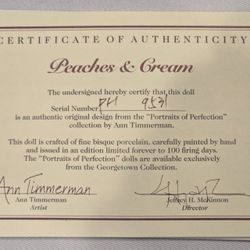 CERTIFICATE OF AUTHENTICITY
Peaches & Cream
The undersigned hereby certify that this doll
Serial Number PH 9531
is an authentic original design from the "Portraits of Perfection"
collection by Ann Timmerman.
This doll is crafted of fine bisque porcelain, carefully painted by hand
and issued in an edition limited forever to 100 firing days.
The "Portraits of Perfection" dolls are available exclusively
from the Georgetown Collection.
Ann Timmerman
Ann Timmerman
Artist
Jeffrey H. McKinnon
Director